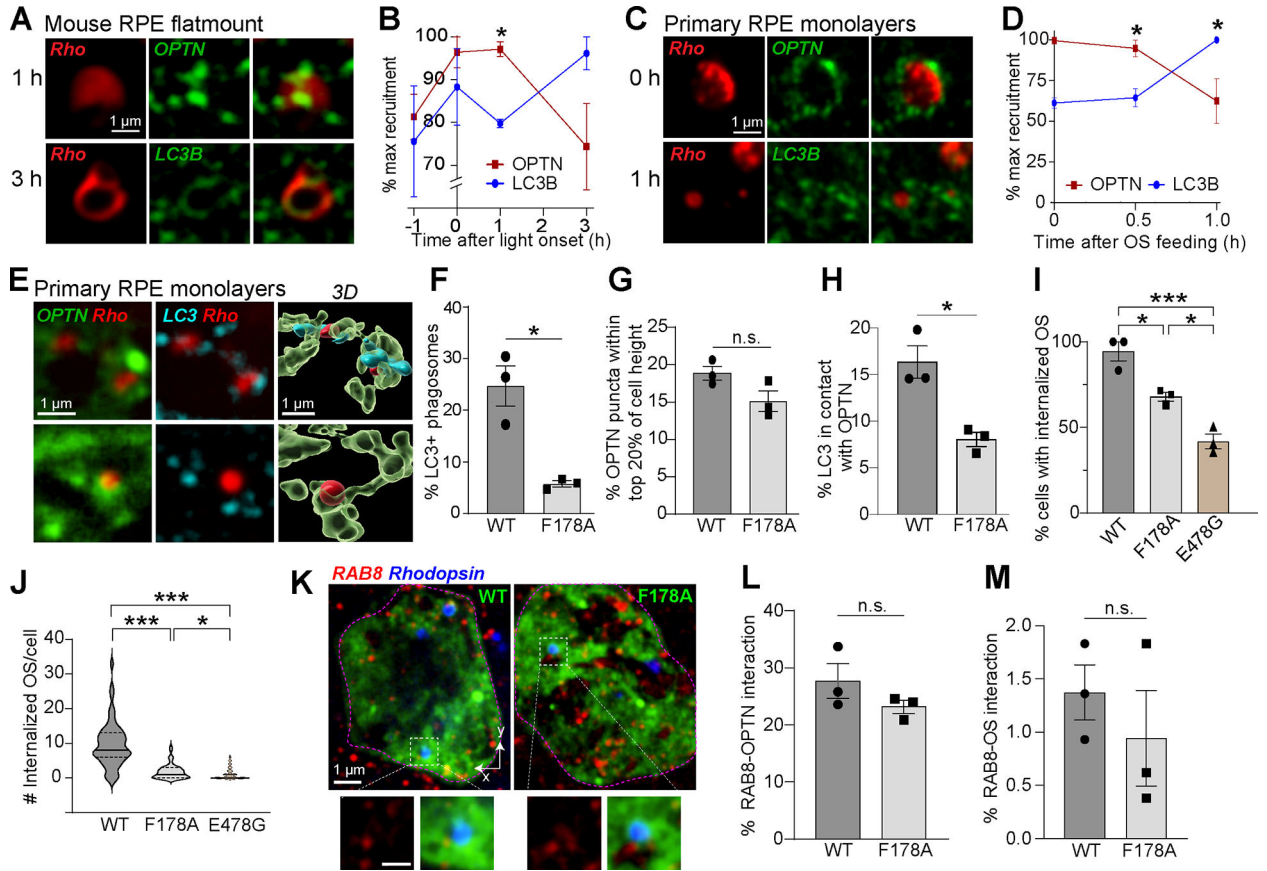 A Mouse RPE flatmount
Rho OPTN
1 h
1 µm
Rho LC3B
3 h
B
*
% max recruitment
100
90
80
70
OPTN
LC3B
-1 0 1 3
Time after light onset (h)
C Primary RPE monolayers
Rho OPTN
0 h
1 µm
Rho LC3B
1 h
D
* *
% max recruitment
100
75
50
25
0
OPTN LC3B
0 0.5 1.0
Time after OS feeding (h)
E Primary RPE monolayers 3D
OPTN Rho LC3 Rho
1 µm 1 µm
F
% LC3+ phagosomes
40
30
20
10
0
*
WT F178A
G
% OPTN puncta within
top 20% of cell height
25
20
15
10
5
0
n.s.
WT F178A
H
% LC3 in contact
with OPTN
20
15
10
5
0
*
WT F178A
I
% cells with internalized OS
100
75
50
25
0
***
* *
WT F178A E478G
J
# Internalized OS/cell
40
30
20
10
0
***
*** *
WT F178A E478G
K RAB8 Rhodopsin
WT F178A
y
x
1 µm
L
% RAB8-OPTN interaction
40
30
20
10
0
n.s.
WT F178A
M
% RAB8-OS interaction
2.0
1.5
1.0
0.5
0.0
n.s.
WT F178A